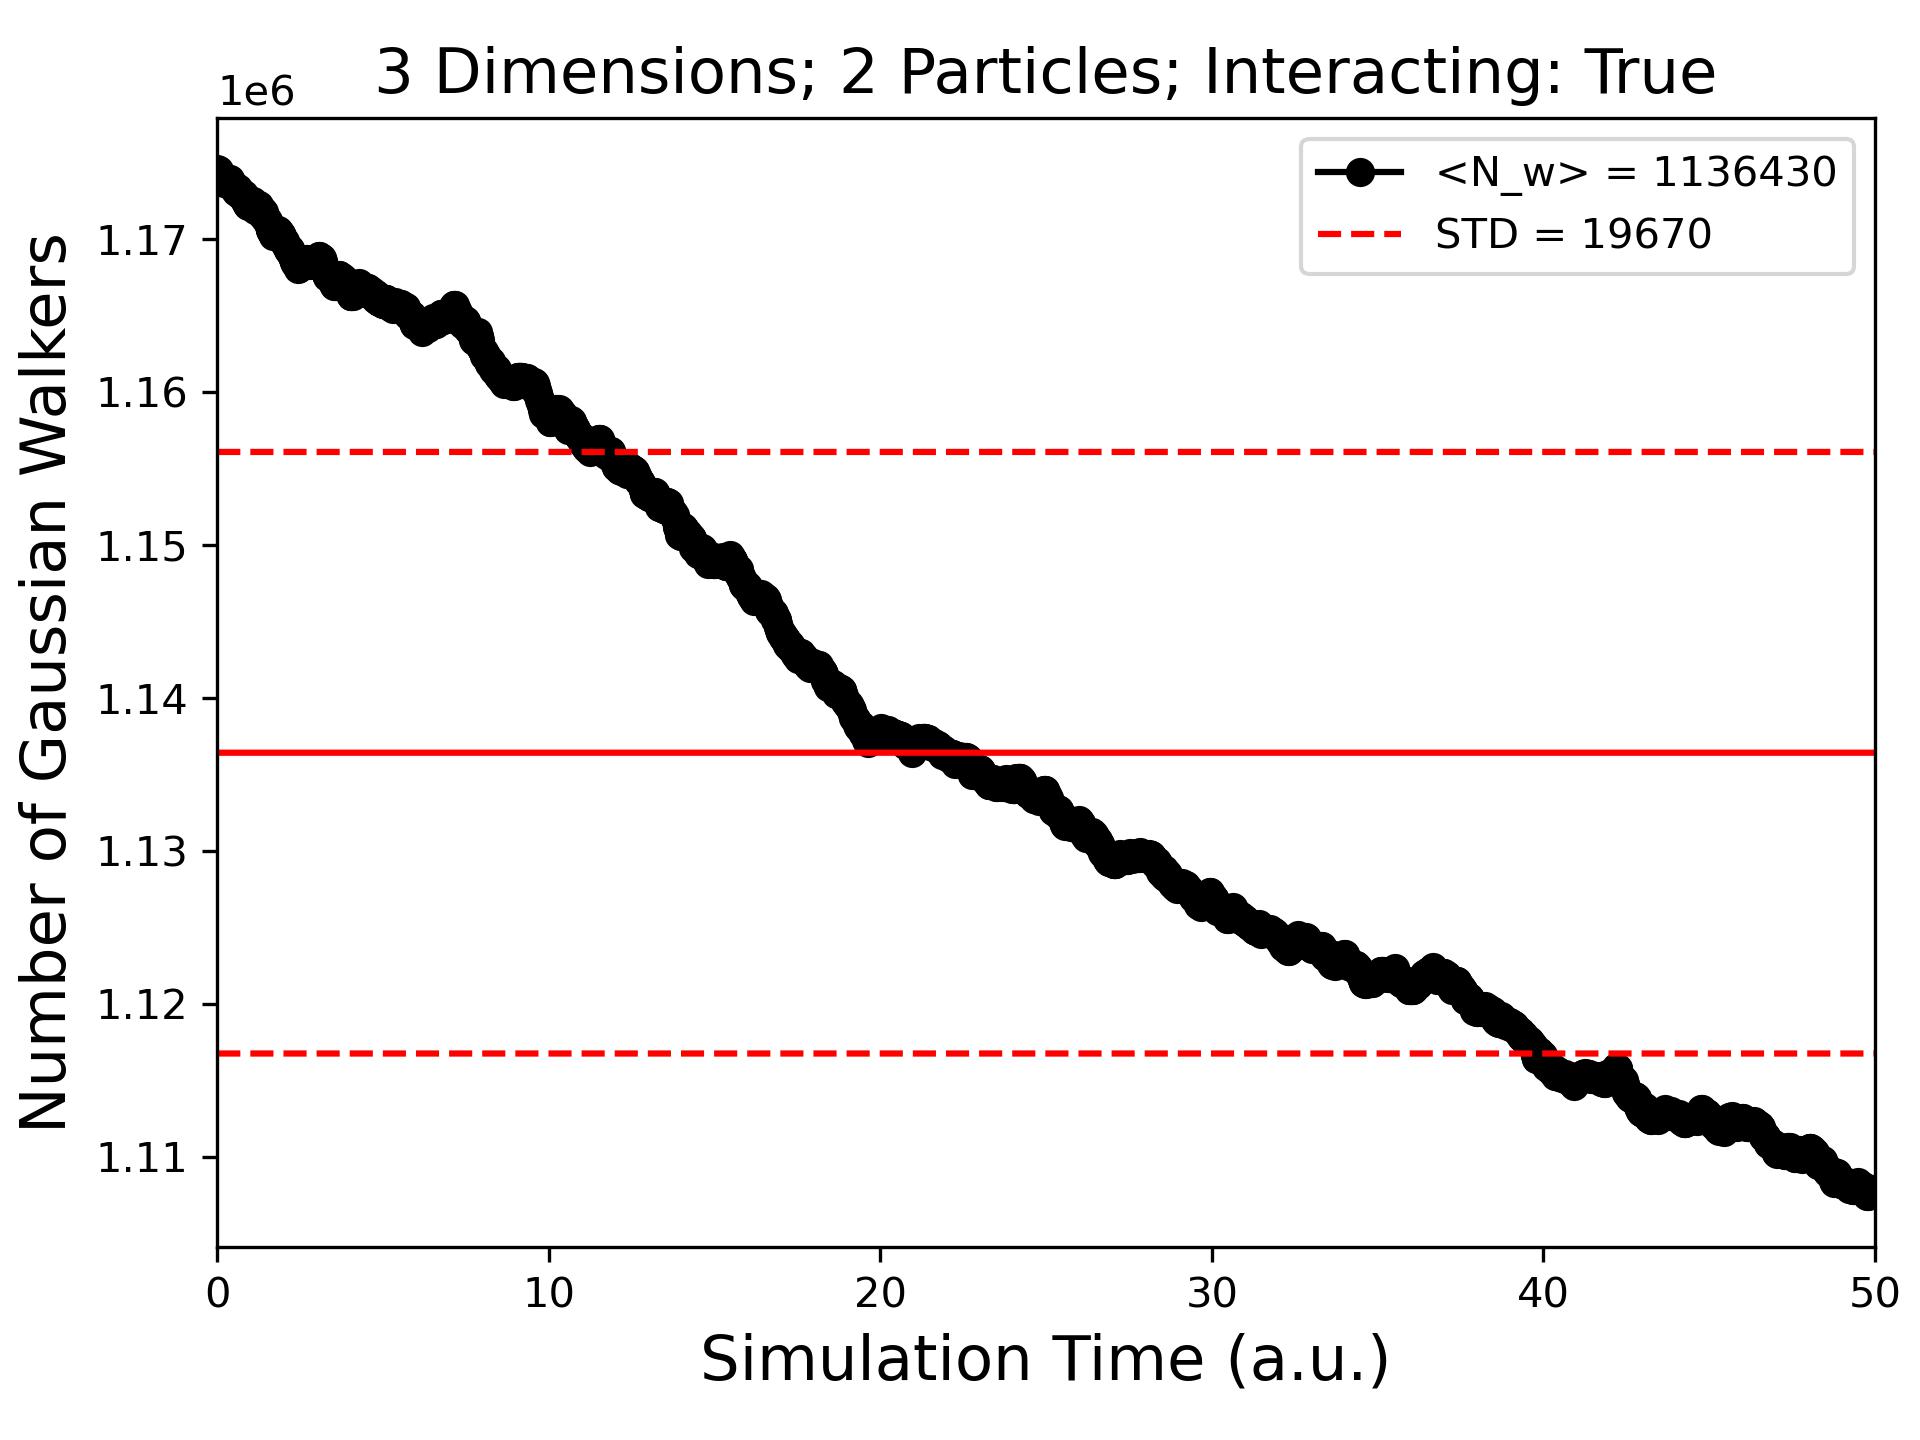 3 Dimensions; 2 Particles; Interacting: True
1e6
<N_w> = 1136430
STD = 19670
Number of Gaussian Walkers
1.17
1.16
1.15
1.14
1.13
1.12
1.11
0 10 20 30 40 50
Simulation Time (a.u.)